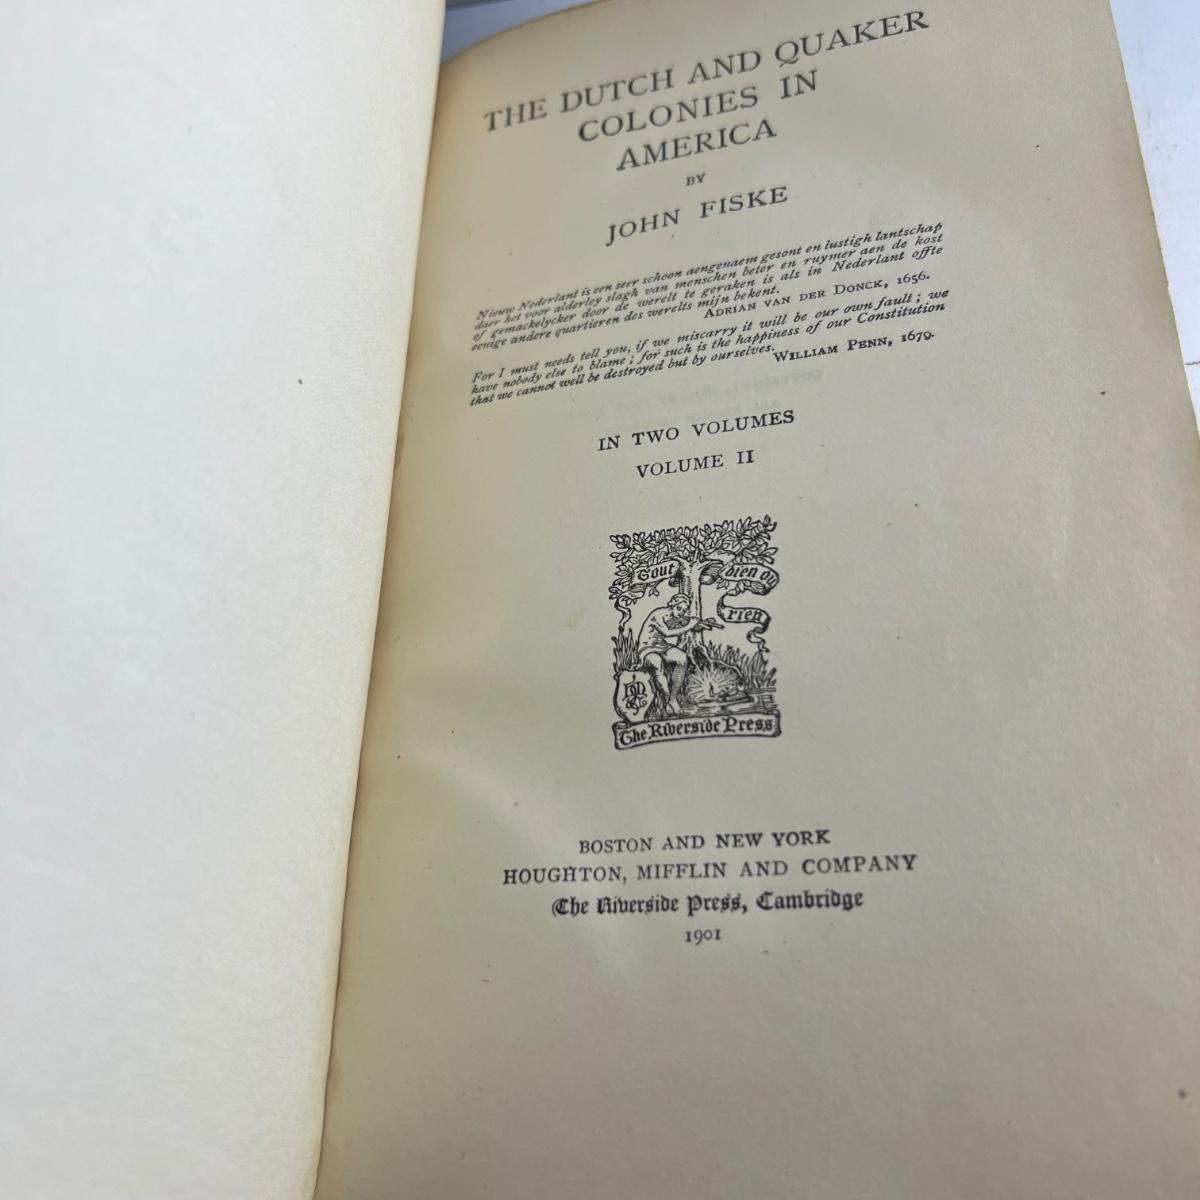 THE DUTCH AND QUAKER
COLONIES IN
AMERICA
BY
JOHN FISKE
Nieuw Nederlant is een seer schoon aengenaem gesont en lustigh lantschap
daer het voor alderley slagh van menschen beter en ruymer aen de kost
of gemackelycker door de werelt te geraken is als in Nederlant offte
eenige andere quartieren des werelts mijn bekent.
ADRIAN VAN DER DONCK, 1656.
For I must needs tell you, if we miscarry it will be our own fault; we
have nobody else to blame; for such is the happiness of our Constitution
that we cannot well be destroyed but by ourselves.
WILLIAM PENN, 1679.
IN TWO VOLUMES
VOLUME II
Tout bien ou
rien
The Riverside Press
BOSTON AND NEW YORK
HOUGHTON, MIFFLIN AND COMPANY
The Riverside Press, Cambridge
1901